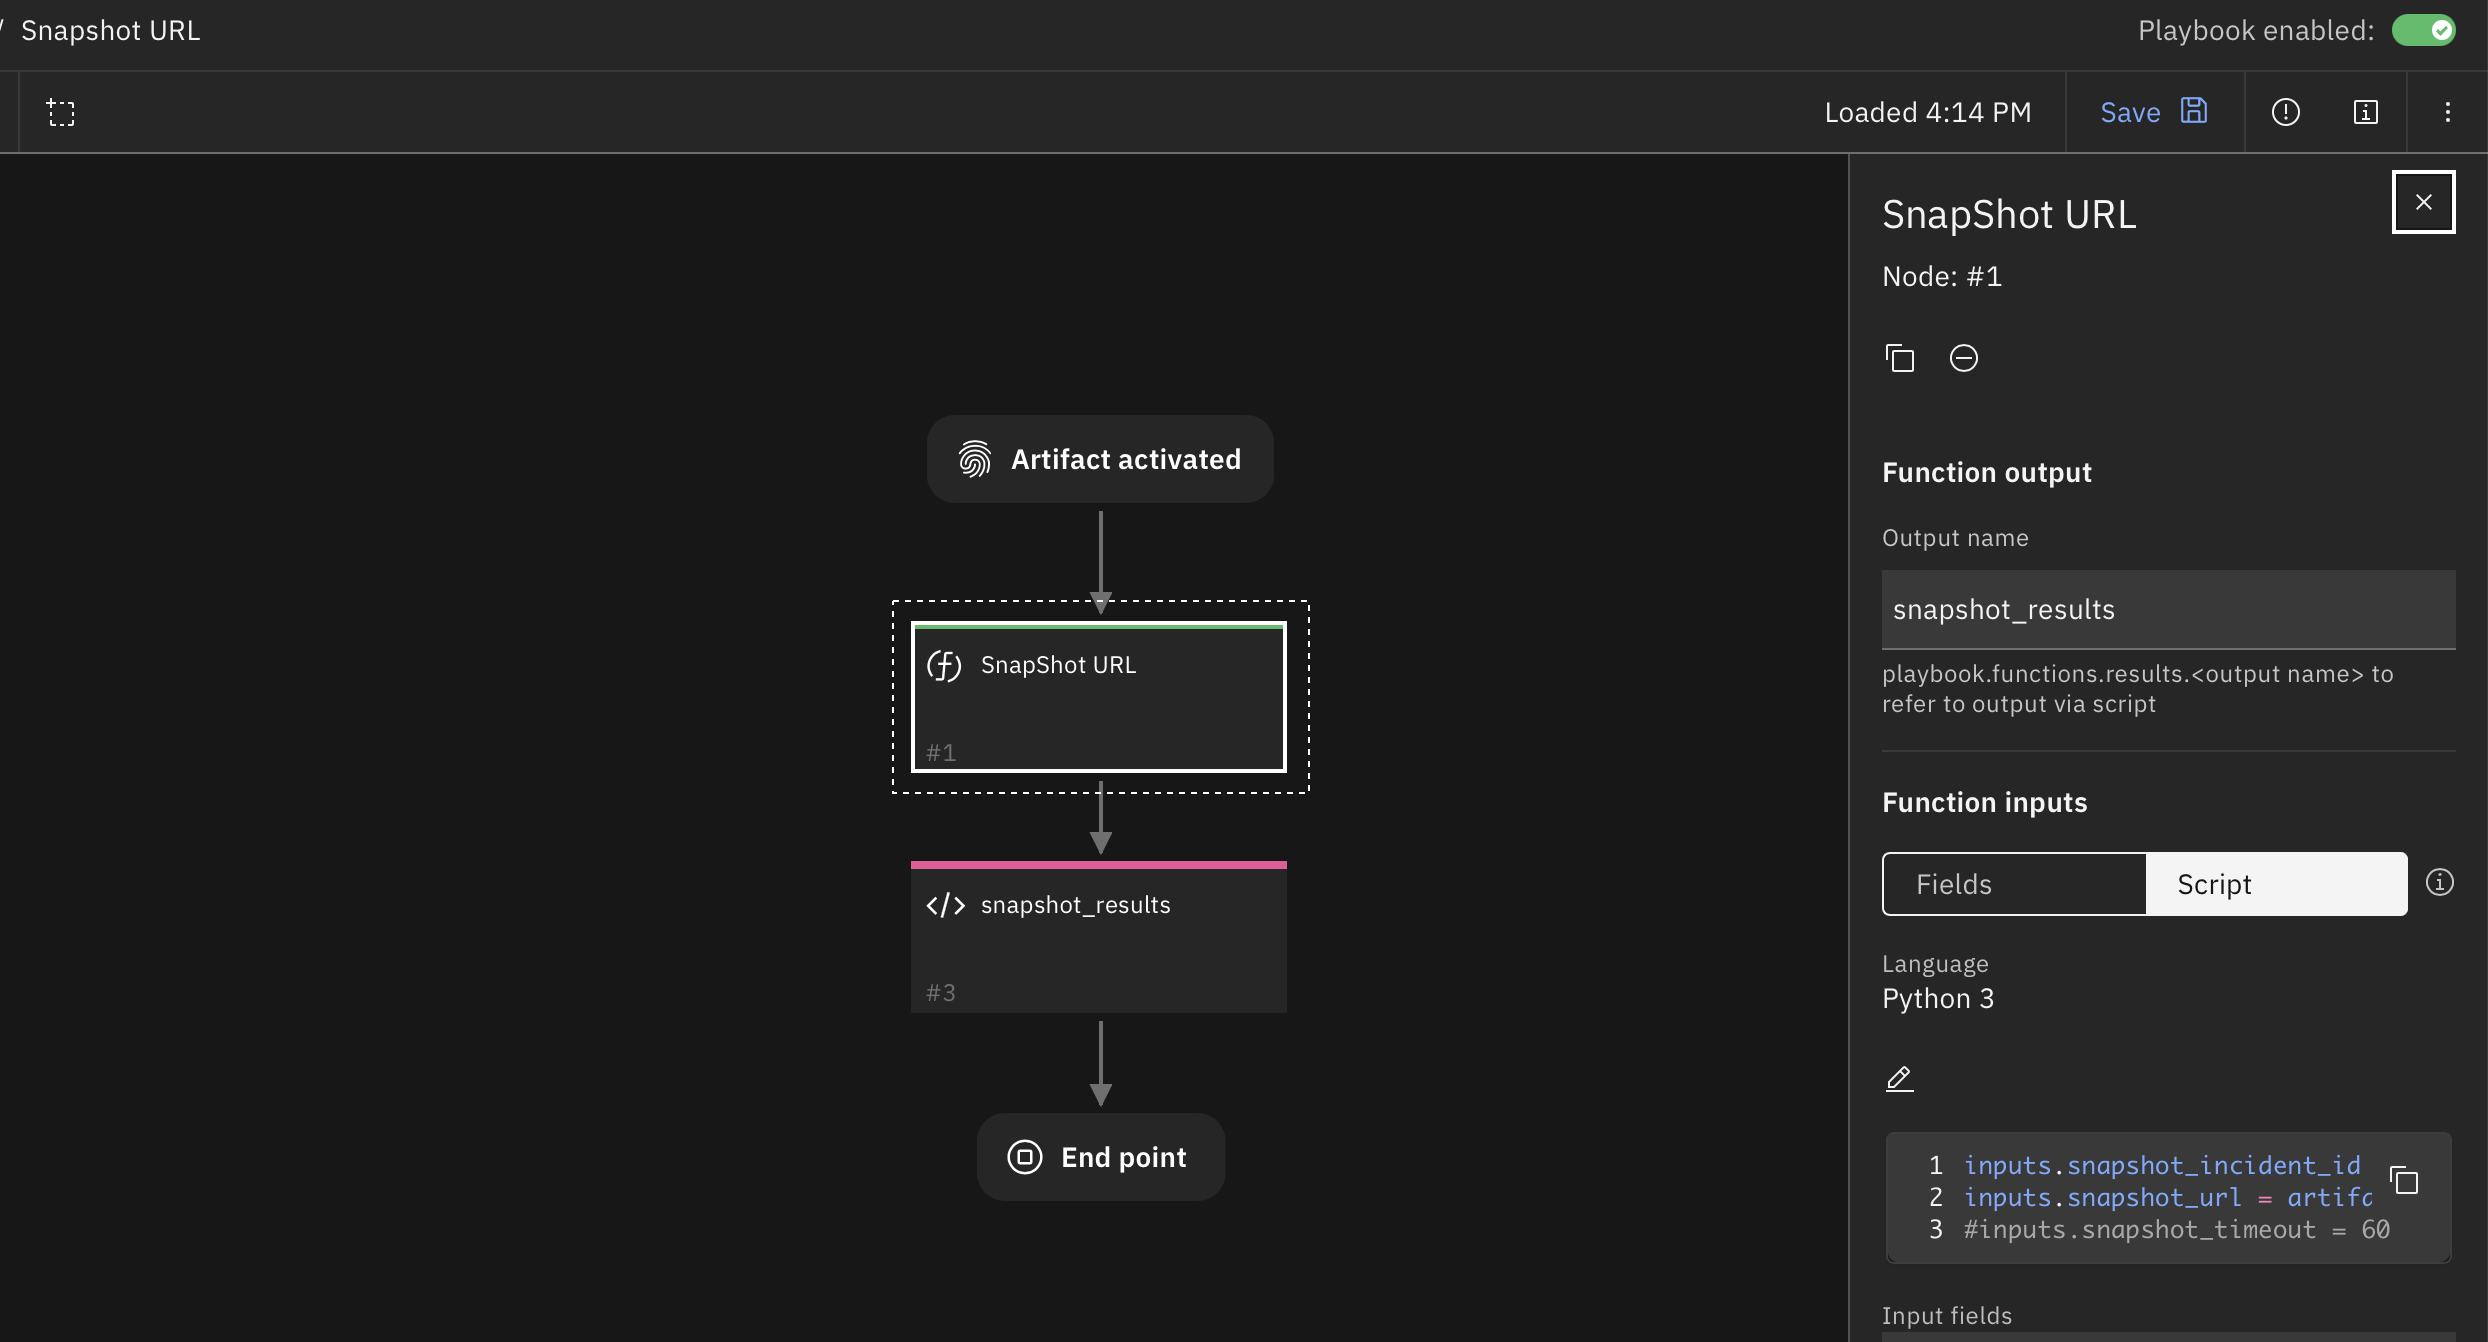 / Snapshot URL
Playbook enabled:
Loaded 4:14 PM
Save
SnapShot URL
Node: #1
Artifact activated
SnapShot URL
#1
snapshot_results
#3
End point
Function output
Output name
snapshot_results
playbook.functions.results.<output name> to
refer to output via script
Function inputs
Fields
Script
Language
Python 3
1 inputs.snapshot_incident_id
2 inputs.snapshot_url = artifa
3 #inputs.snapshot_timeout = 60
Input fields